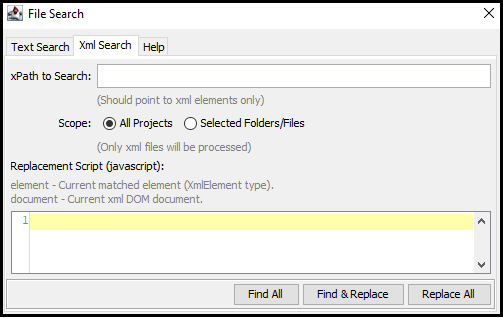 File Search
Text Search Xml Search Help
xPath to Search:
(Should point to xml elements only)
Scope: All Projects Selected Folders/Files
(Only xml files will be processed)
Replacement Script (javascript):
element - Current matched element (XmlElement type).
document - Current xml DOM document.
1
Find All Find & Replace Replace All